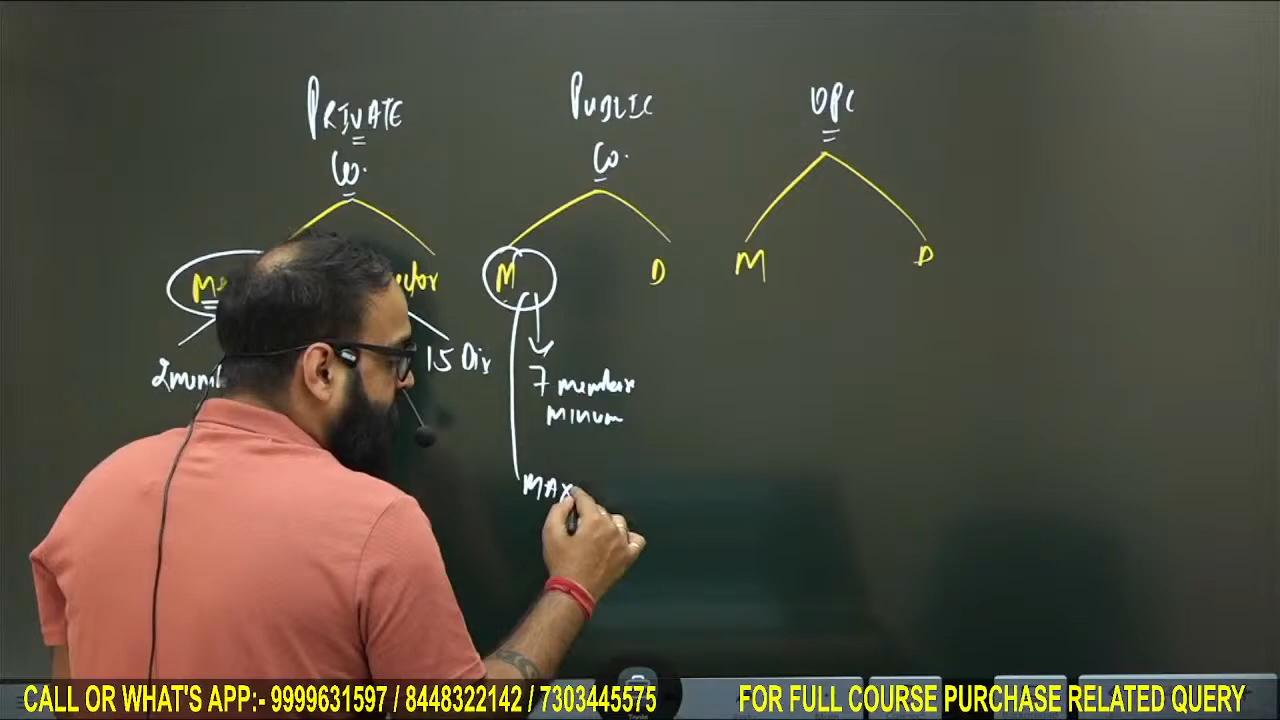 PRIVATE
Co.
PUBLIC
Co.
OPC
M
D
M
D
15 Dir
7 members
minum
MAX
CALL OR WHAT'S APP:- 9999631597 / 8448322142 / 7303445575 FOR FULL COURSE PURCHASE RELATED QUERY